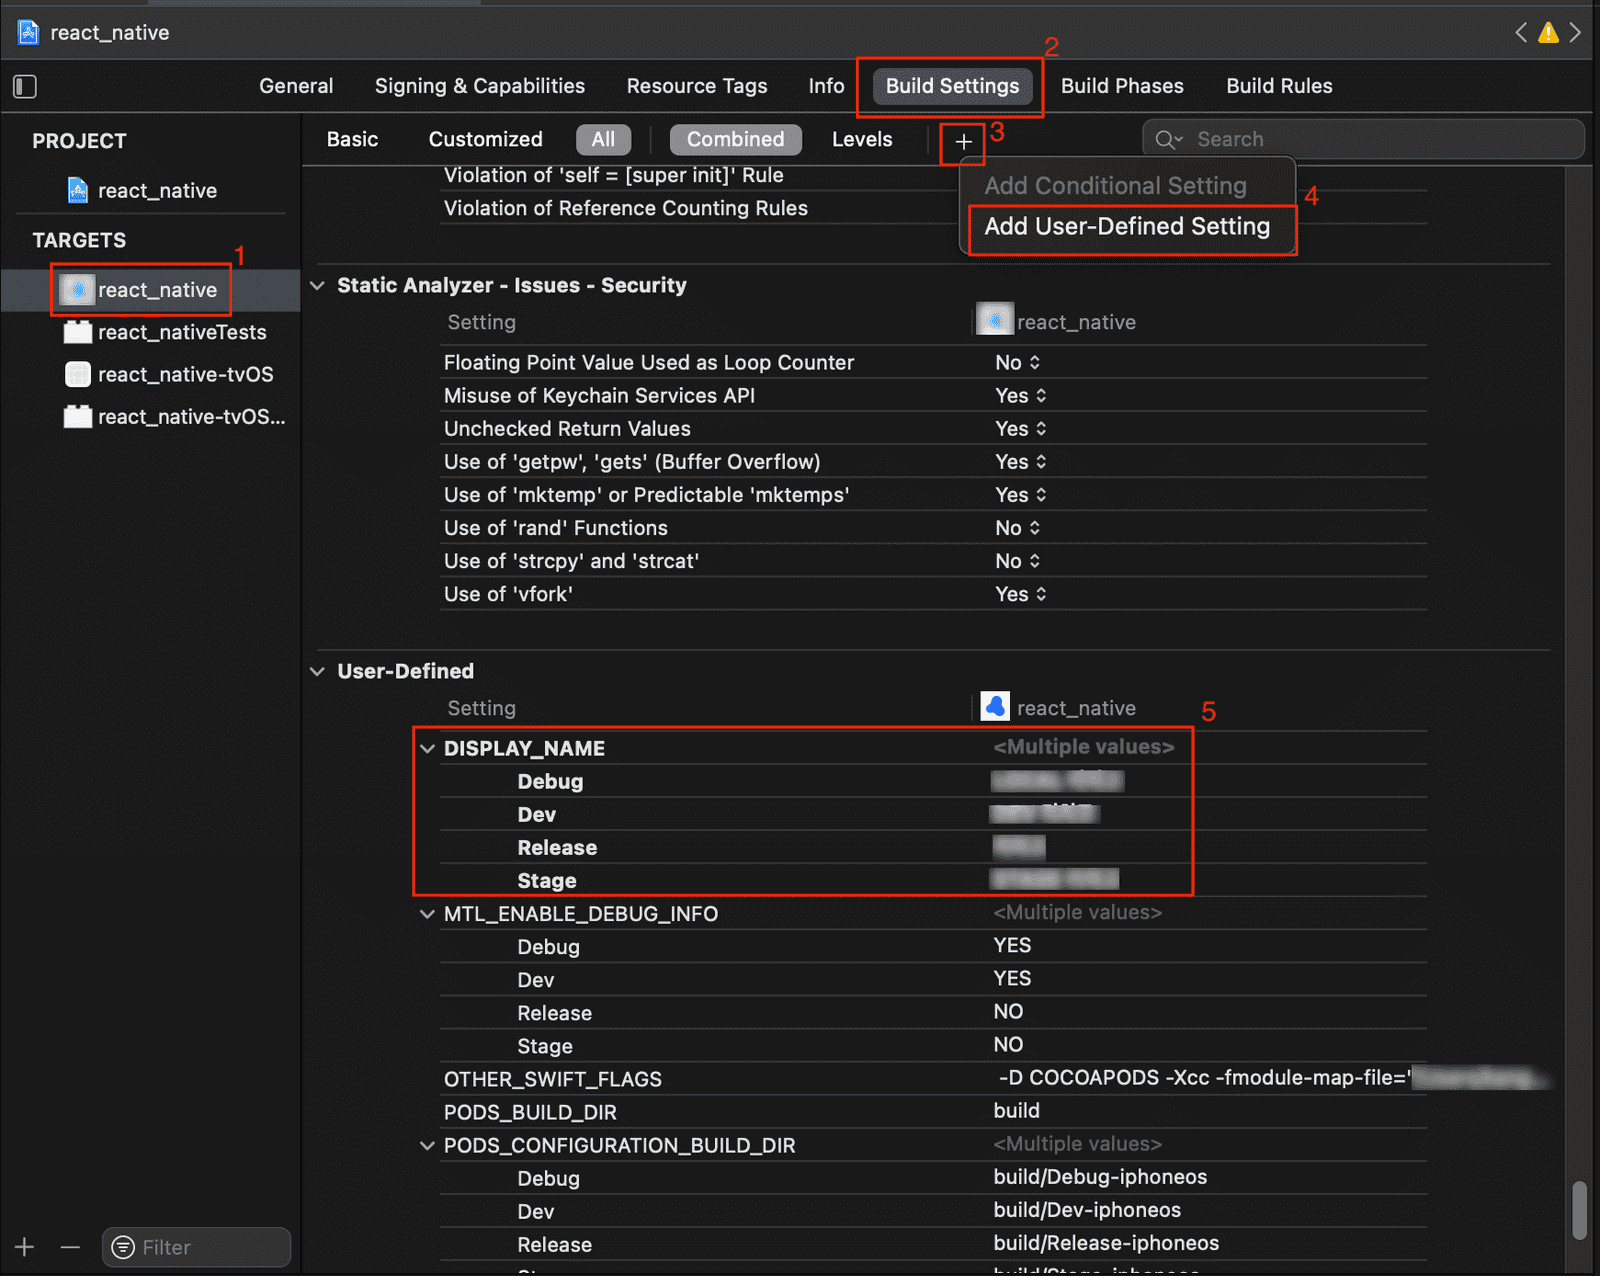 react_native
2
General Signing & Capabilities Resource Tags Info Build Settings Build Phases Build Rules
PROJECT
Basic Customized All Combined Levels + 3 Search
react_native
Violation of 'self = [super init]' Rule
Add Conditional Setting
4
Violation of Reference Counting Rules
Add User-Defined Setting
TARGETS
1
react_native
react_nativeTests
react_native-tvOS
react_native-tvOS...
Static Analyzer - Issues - Security
Setting react_native
Floating Point Value Used as Loop Counter No
Misuse of Keychain Services API Yes
Unchecked Return Values Yes
Use of 'getpw', 'gets' (Buffer Overflow) Yes
Use of 'mktemp' or Predictable 'mktemps' Yes
Use of 'rand' Functions No
Use of 'strcpy' and 'strcat' No
Use of 'vfork' Yes
User-Defined
Setting react_native 5
DISPLAY_NAME <Multiple values>
Debug
Dev
Release
Stage
MTL_ENABLE_DEBUG_INFO <Multiple values>
Debug YES
Dev YES
Release NO
Stage NO
OTHER_SWIFT_FLAGS -D COCOAPODS -Xcc -fmodule-map-file="
PODS_BUILD_DIR build
PODS_CONFIGURATION_BUILD_DIR <Multiple values>
Debug build/Debug-iphoneos
Dev build/Dev-iphoneos
Release build/Release-iphoneos
+ − Filter